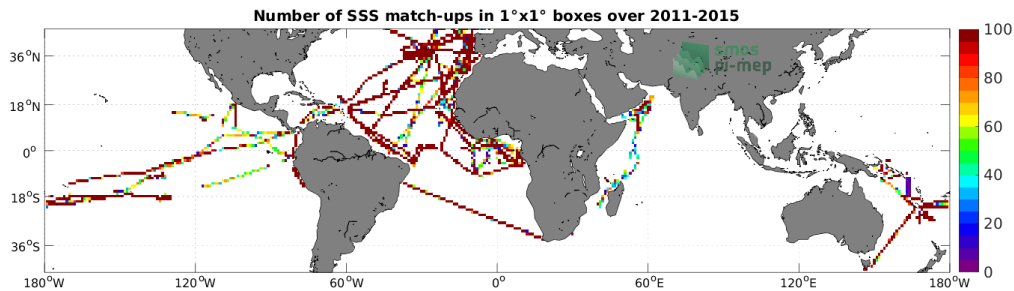 Number of SSS match-ups in 1°x1° boxes over 2011-2015
smos
pi-mep
36°N
18°N
0°
18°S
36°S
180°W
120°W
60°W
0°
60°E
120°E
180°W
100
80
60
40
20
0